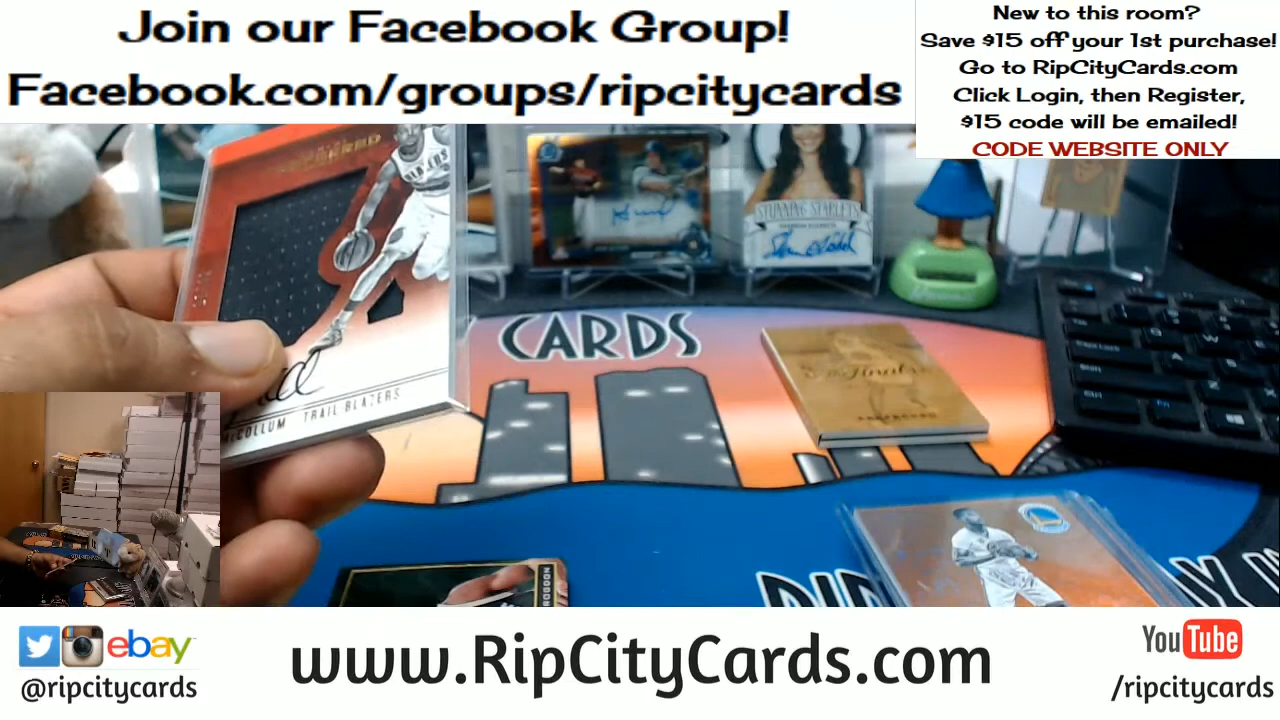 Join our Facebook Group!
Facebook.com/groups/ripcitycards
New to this room?
Save $15 off your 1st purchase!
Go to RipCityCards.com
Click Login, then Register,
$15 code will be emailed!
CODE WEBSITE ONLY
STUNNING STARLETS
CARDS
McCOLLUM TRAIL BLAZERS
ebay
@ripcitycards
www.RipCityCards.com
YouTube
/ripcitycards